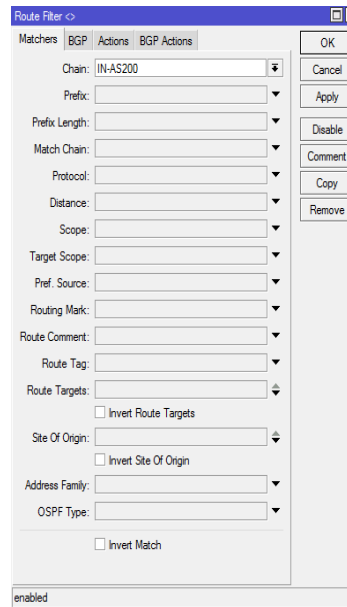 Route Filter <>
Matchers BGP Actions BGP Actions
OK
Chain: IN-AS200
Cancel
Prefix:
Apply
Prefix Length:
Disable
Match Chain:
Comment
Protocol:
Copy
Distance:
Remove
Scope:
Target Scope:
Pref. Source:
Routing Mark:
Route Comment:
Route Tag:
Route Targets:
Invert Route Targets
Site Of Origin:
Invert Site Of Origin
Address Family:
OSPF Type:
Invert Match
enabled